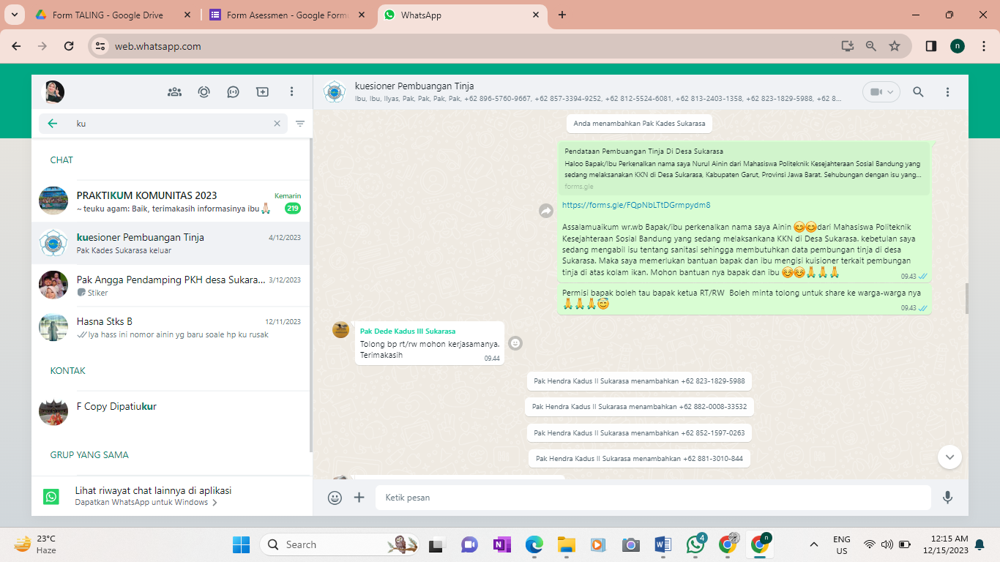 Form TALING - Google Drive
Form Asessmen - Google Formu
WhatsApp
web.whatsapp.com
n
ku
CHAT
PRAKTIKUM KOMUNITAS 2023
Kemarin
~ teuku agam: Baik, terimakasih informasinya ibu🙏🏻
219
kuesioner Pembuangan Tinja
4/12/2023
Pak Kades Sukarasa keluar
Pak Angga Pendamping PKH desa Sukara...
3/12/2023
Stiker
Hasna Stks B
12/11/2023
Iya hass ini nomor ainin yg baru soale hp ku rusak
KONTAK
F Copy Dipatiukur
GRUP YANG SAMA
Lihat riwayat chat lainnya di aplikasi
Dapatkan WhatsApp untuk Windows
kuesioner Pembuangan Tinja
Ibu, Ibu, Ilyas, Pak, Pak, Pak, Pak, +62 896-5760-9667, +62 857-3394-9252, +62 812-5524-6081, +62 813-2403-1358, +62 823-1829-5988, +62 8...
Anda menambahkan Pak Kades Sukarasa
Pendataan Pembuangan Tinja Di Desa Sukarasa
Haloo Bapak/Ibu Perkenalkan nama saya Nurul Ainin dari Mahasiswa Politeknik Kesejahteraan Sosial Bandung yang
sedang melaksanakan KKN di Desa Sukarasa, Kabupaten Garut, Provinsi Jawa Barat. Sehubungan dengan isu yang...
forms.gle
https://forms.gle/FQpNbLTtDGrmpydm8
Assalamuaikum wr.wb Bapak/ibu perkenalkan nama saya Ainin 😊😊dari Mahasiswa Politeknik
Kesejahteraan Sosial Bandung yang sedang melaksankana KKN di Desa Sukarasa. kebetulan saya
sedang mengabil isu tentang sanitasi sehingga membutuhkan data pembungan tinja di desa
Sukarasa. Maka saya memerlukan bantuan bapak dan ibu mengisi kuisioner terkait pembungan
tinja di atas kolam ikan. Mohon bantuan nya bapak dan ibu 😊😊🙏🙏🙏
09.43
Permisi bapak boleh tau bapak ketua RT/RW  Boleh minta tolong untuk share ke warga-warga nya
🙏🙏🙏😇
09.43
Pak Dede Kadus III Sukarasa
Tolong bp rt/rw mohon kerjasamanya.
Terimakasih
09.44
Pak Hendra Kadus II Sukarasa menambahkan +62 823-1829-5988
Pak Hendra Kadus II Sukarasa menambahkan +62 882-0008-33532
Pak Hendra Kadus II Sukarasa menambahkan +62 852-1597-0263
Pak Hendra Kadus II Sukarasa menambahkan +62 881-3010-844
Ketik pesan
23°C
Haze
Search
4
n
ENG
US
12:15 AM
12/15/2023